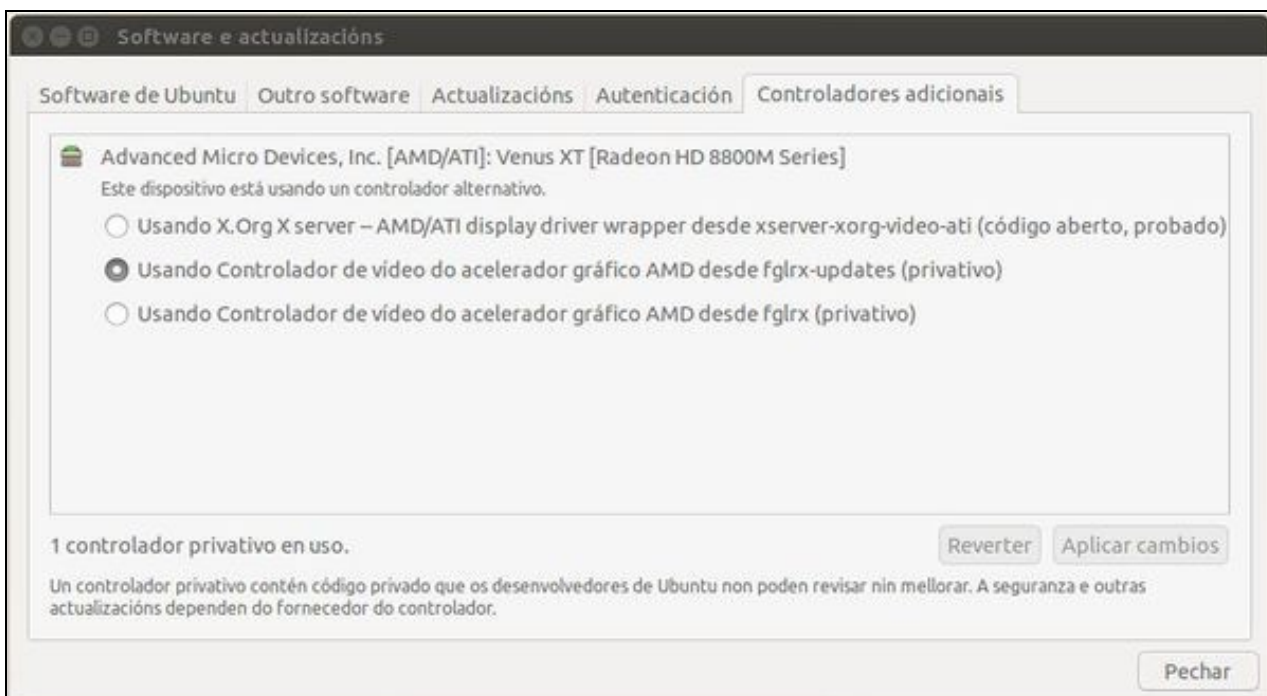 Software e actualizacións
Software de Ubuntu Outro software Actualizacións Autenticación Controladores adicionais
Advanced Micro Devices, Inc. [AMD/ATI]: Venus XT [Radeon HD 8800M Series]
Este dispositivo está usando un controlador alternativo.
Usando X.Org X server – AMD/ATI display driver wrapper desde xserver-xorg-video-ati (código aberto, probado)
Usando Controlador de vídeo do acelerador gráfico AMD desde fglrx-updates (privativo)
Usando Controlador de vídeo do acelerador gráfico AMD desde fglrx (privativo)
1 controlador privativo en uso.
Reverter Aplicar cambios
Un controlador privativo contén código privado que os desenvolvedores de Ubuntu non poden revisar nin mellorar. A seguranza e outras
actualizacións dependen do fornecedor do controlador.
Pechar